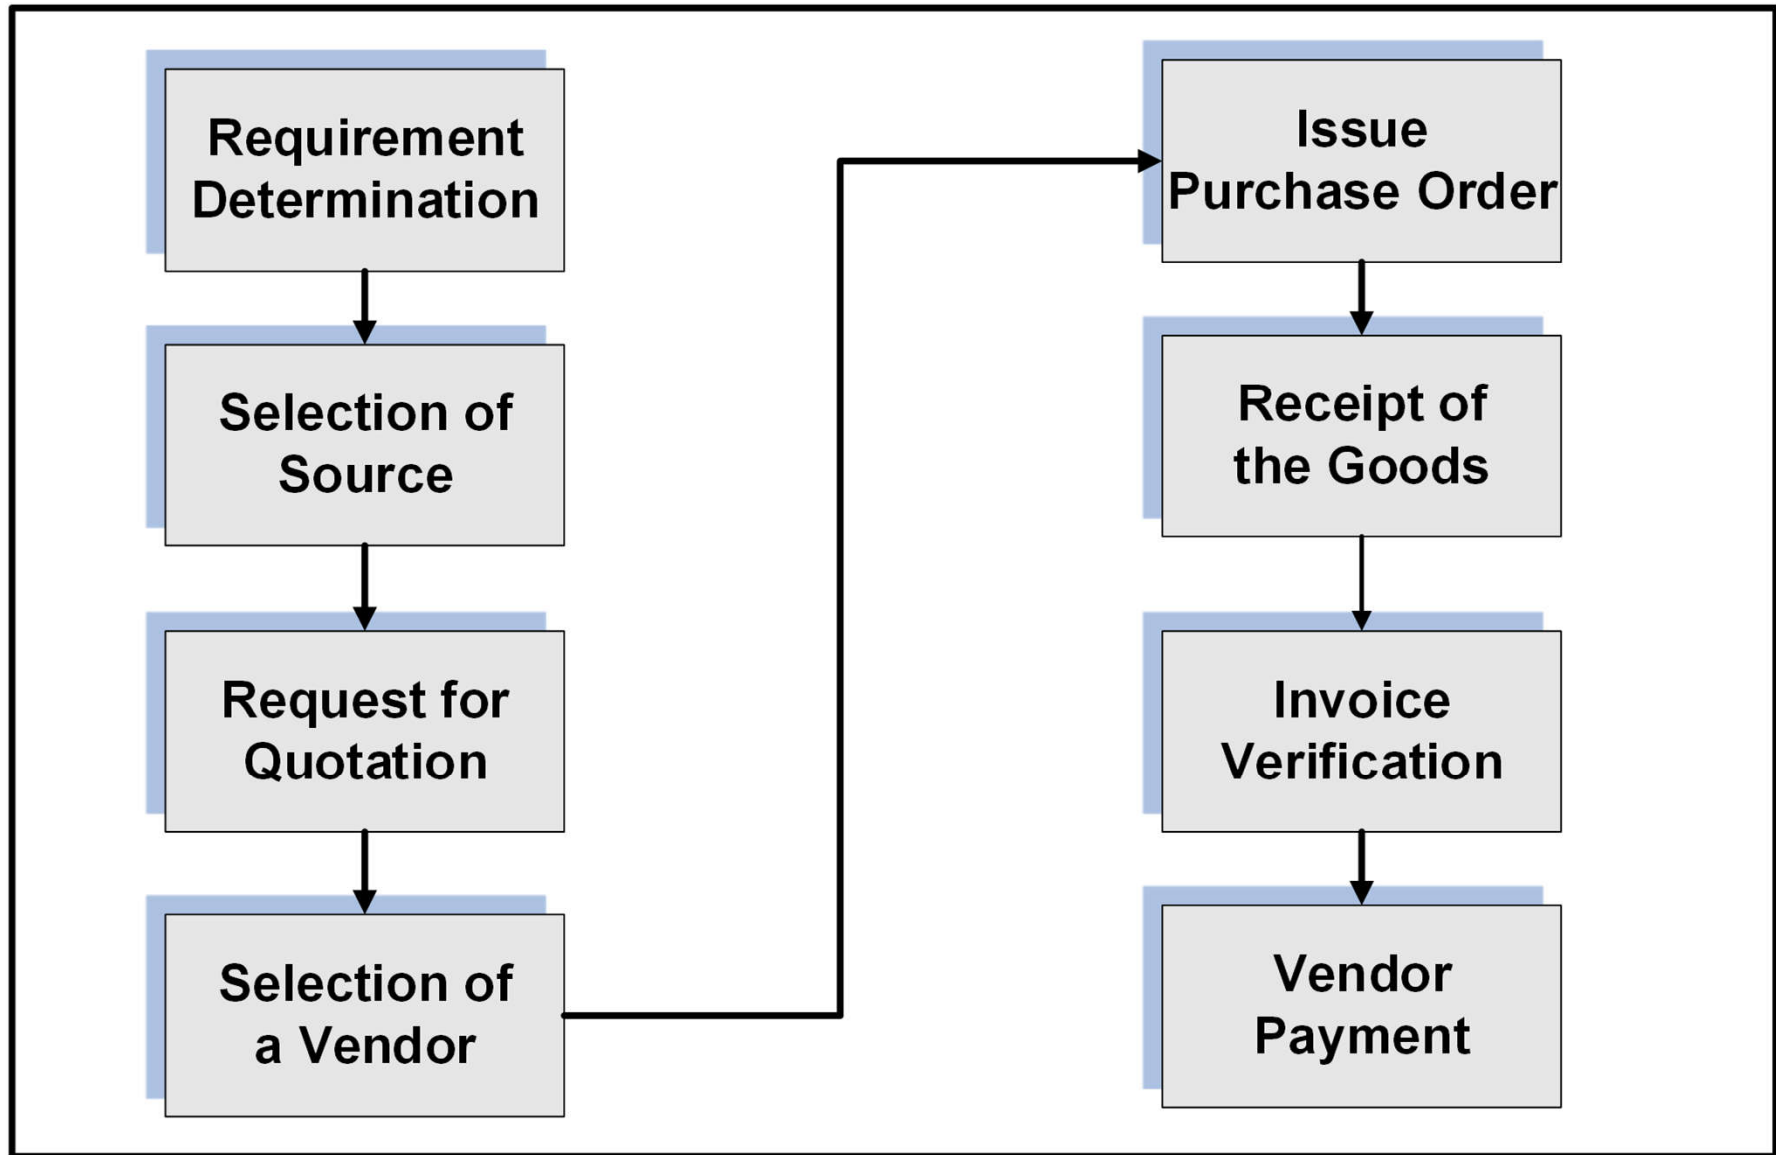 Requirement
Determination
Selection of
Source
Request for
Quotation
Selection of
a Vendor
Issue
Purchase Order
Receipt of
the Goods
Invoice
Verification
Vendor
Payment